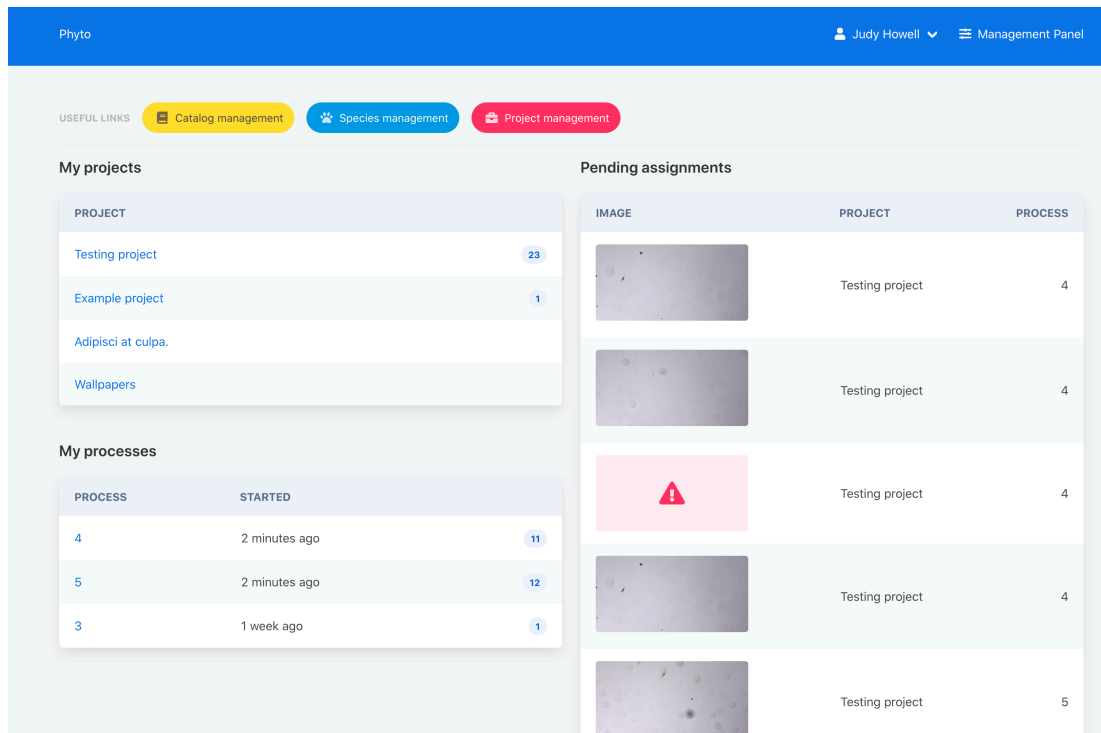 Phyto
Judy Howell
Management Panel
USEFUL LINKS
Catalog management
Species management
Project management
My projects
PROJECT
Testing project 23
Example project 1
Adipisci at culpa.
Wallpapers
My processes
PROCESS STARTED
4 2 minutes ago 11
5 2 minutes ago 12
3 1 week ago 1
Pending assignments
IMAGE PROJECT PROCESS
Testing project 4
Testing project 4
Testing project 4
Testing project 4
Testing project 5